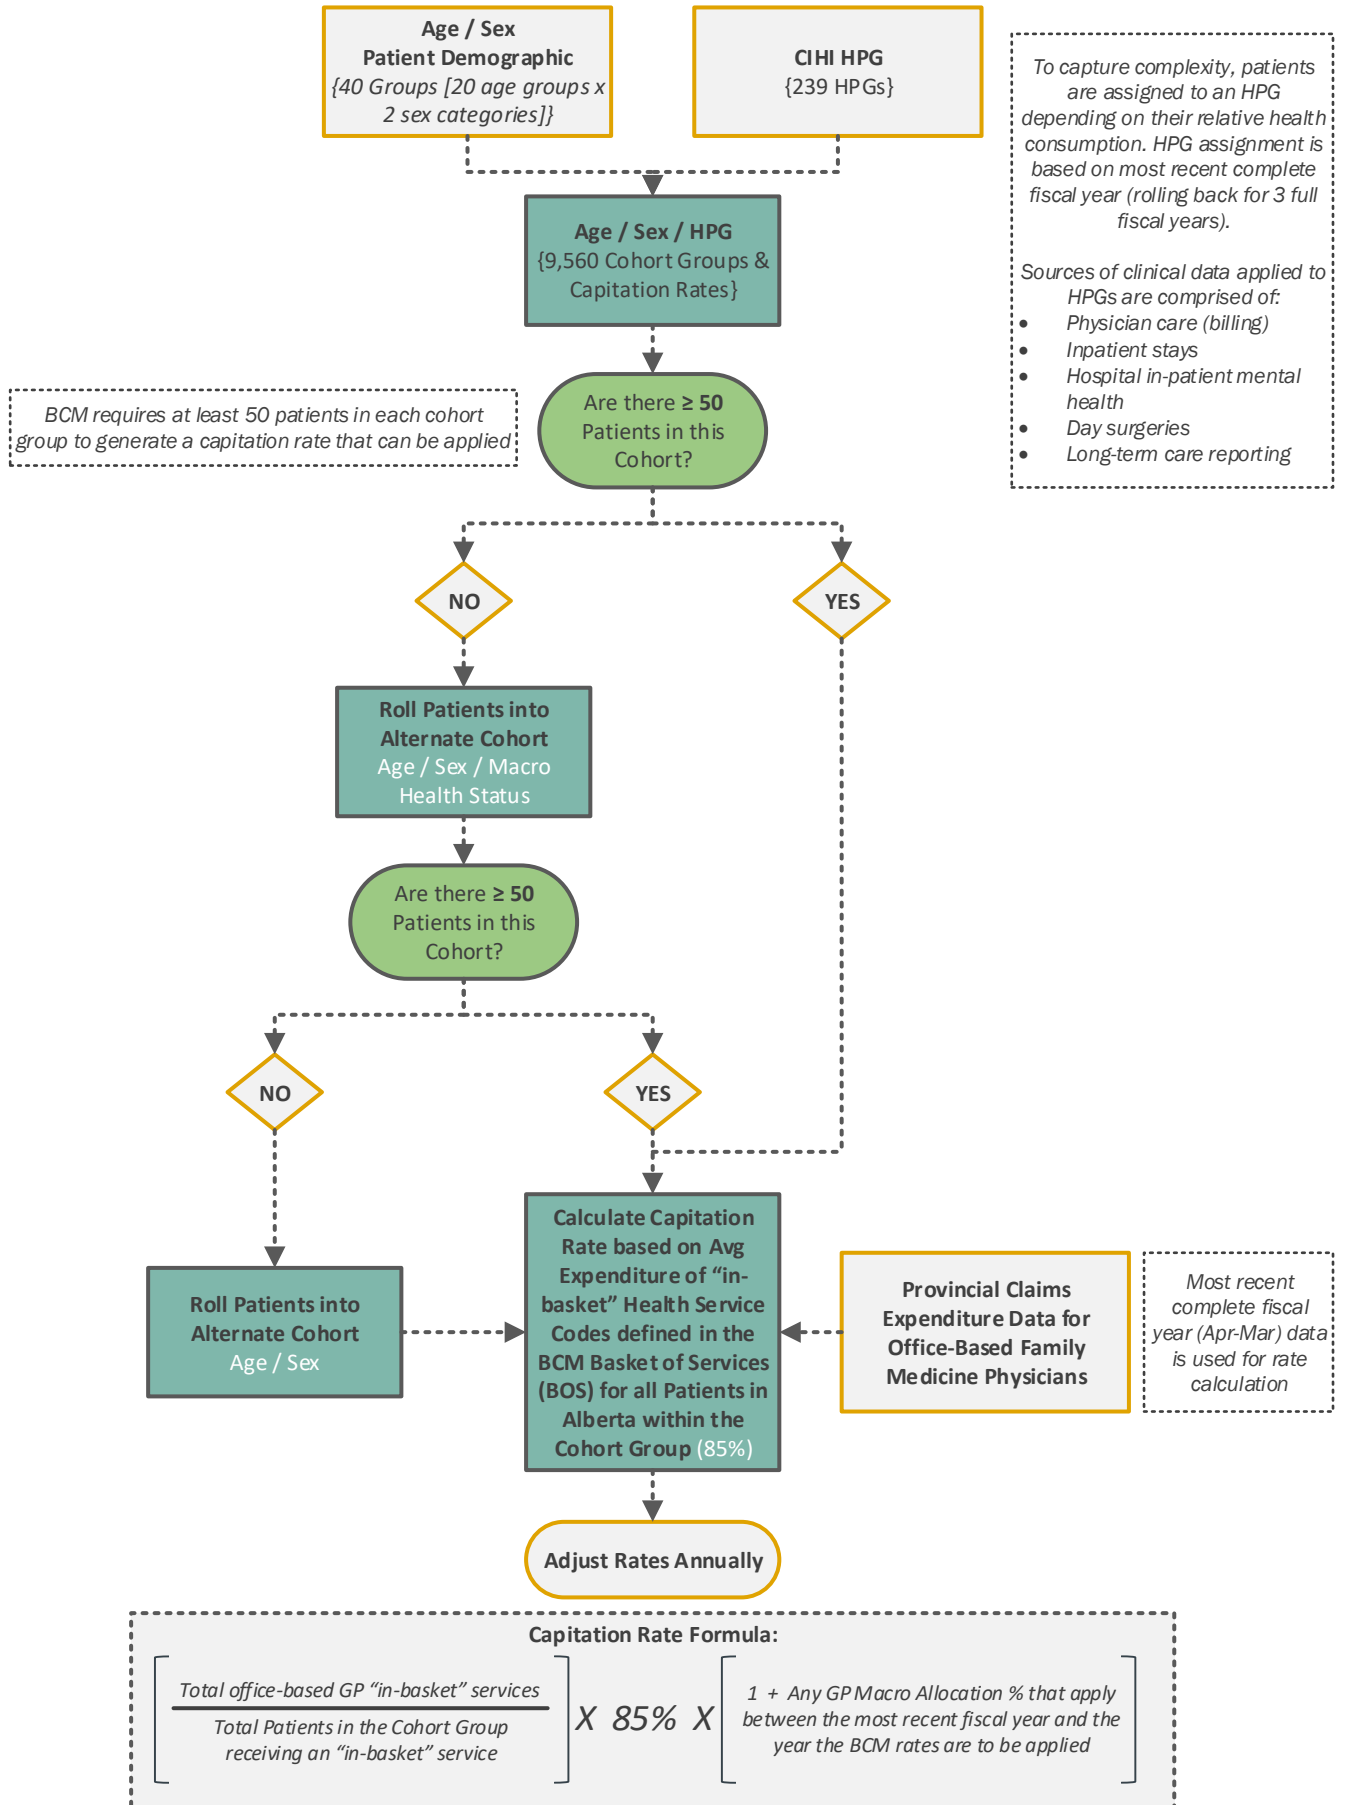 Age / Sex
Patient Demographic
{40 Groups [20 age groups x
2 sex categories]}
CIHI HPG
{239 HPGs}
To capture complexity, patients
are assigned to an HPG
depending on their relative health
consumption. HPG assignment is
based on most recent complete
fiscal year (rolling back for 3 full
fiscal years).
Sources of clinical data applied to
HPGs are comprised of:
• Physician care (billing)
• Inpatient stays
• Hospital in-patient mental
health
• Day surgeries
• Long-term care reporting
Age / Sex / HPG
{9,560 Cohort Groups &
Capitation Rates}
BCM requires at least 50 patients in each cohort
group to generate a capitation rate that can be applied
Are there ≥ 50
Patients in this
Cohort?
NO
YES
Roll Patients into
Alternate Cohort
Age / Sex / Macro
Health Status
Are there ≥ 50
Patients in this
Cohort?
NO
YES
Roll Patients into
Alternate Cohort
Age / Sex
Calculate Capitation
Rate based on Avg
Expenditure of “in-
basket” Health Service
Codes defined in the
BCM Basket of Services
(BOS) for all Patients in
Alberta within the
Cohort Group (85%)
Provincial Claims
Expenditure Data for
Office-Based Family
Medicine Physicians
Most recent
complete fiscal
year (Apr-Mar) data
is used for rate
calculation
Adjust Rates Annually
Capitation Rate Formula:
Total office-based GP “in-basket” services
Total Patients in the Cohort Group
receiving an “in-basket” service
X 85% X
1 + Any GP Macro Allocation % that apply
between the most recent fiscal year and the
year the BCM rates are to be applied